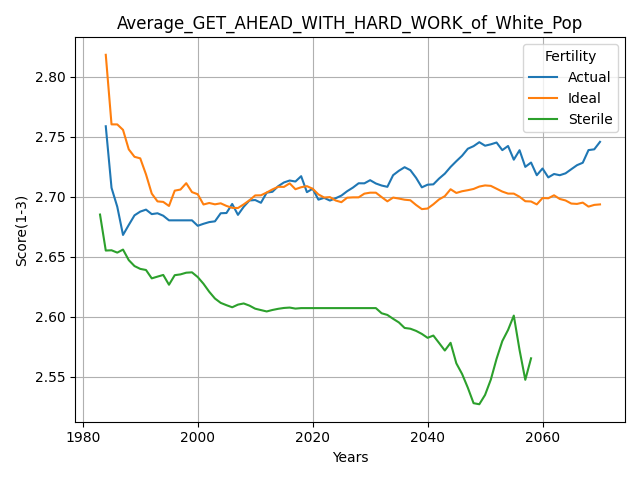 Average_GET_AHEAD_WITH_HARD_WORK_of_White_Pop
Fertility
Actual
Ideal
Sterile
Score(1-3)
2.80
2.75
2.70
2.65
2.60
2.55
1980 2000 2020 2040 2060
Years